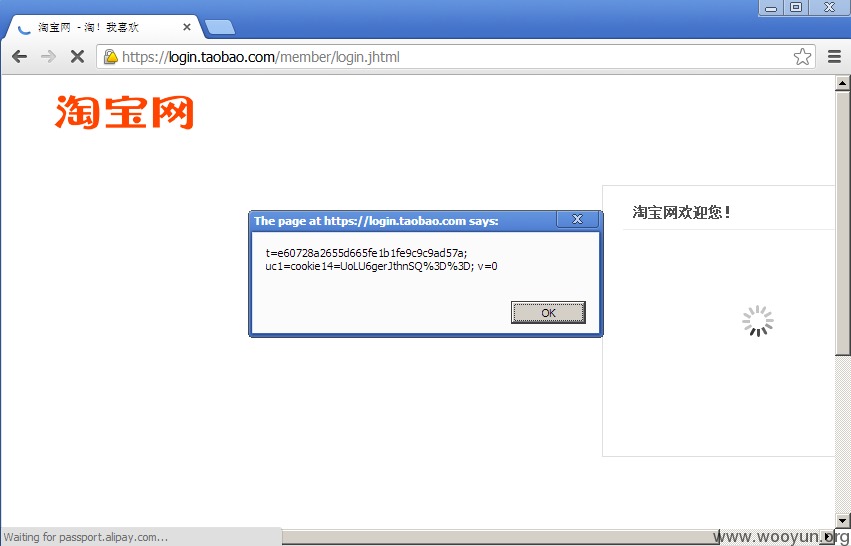 淘宝网 - 淘！我喜欢
https://login.taobao.com/member/login.jhtml
淘宝网
The page at https://login.taobao.com says:
淘宝网欢迎您！
t=e60728a2655d665fe1b1fe9c9c9ad57a;
uc1=cookie14=UoLU6gerJthnSQ%3D%3D; v=0
OK
Waiting for passport.alipay.com...
www.wooyun.org